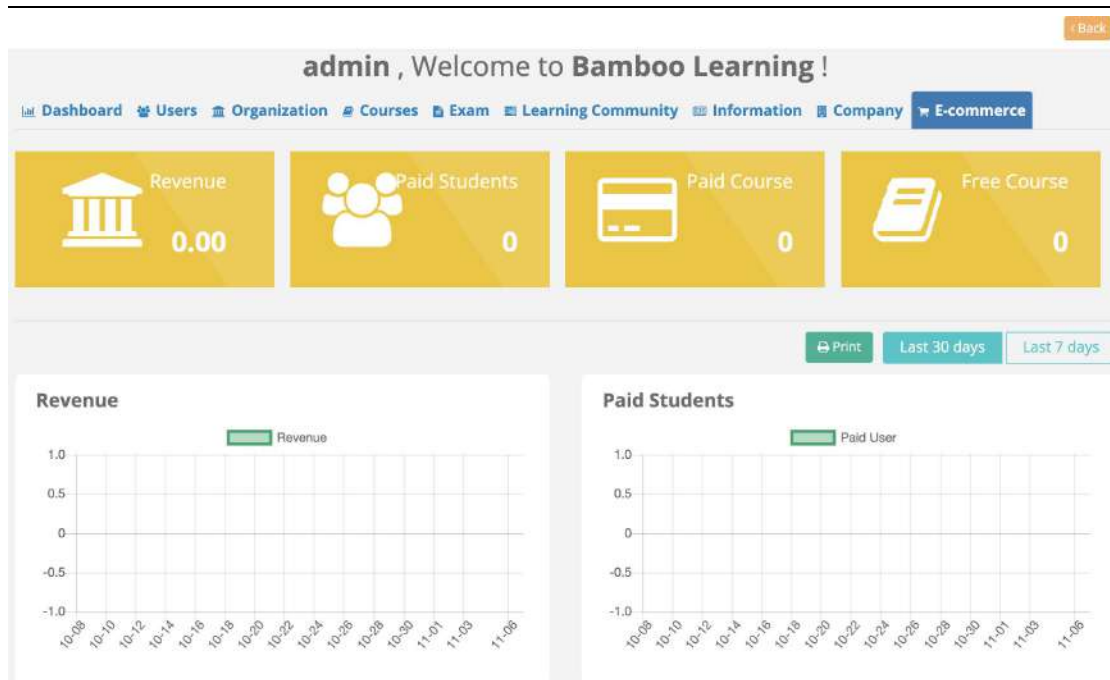 ‹ Back
admin , Welcome to Bamboo Learning !
Dashboard Users Organization Courses Exam Learning Community Information Company E-commerce
Revenue
0.00
Paid Students
0
Paid Course
0
Free Course
0
Print Last 30 days Last 7 days
Revenue
Revenue
1.0
0.5
0
-0.5
-1.0
10-08 10-10 10-12 10-14 10-16 10-18 10-20 10-22 10-24 10-26 10-28 10-30 11-01 11-03 11-06
Paid Students
Paid User
1.0
0.5
0
-0.5
-1.0
10-08 10-10 10-12 10-14 10-16 10-18 10-20 10-22 10-24 10-26 10-28 10-30 11-01 11-03 11-06